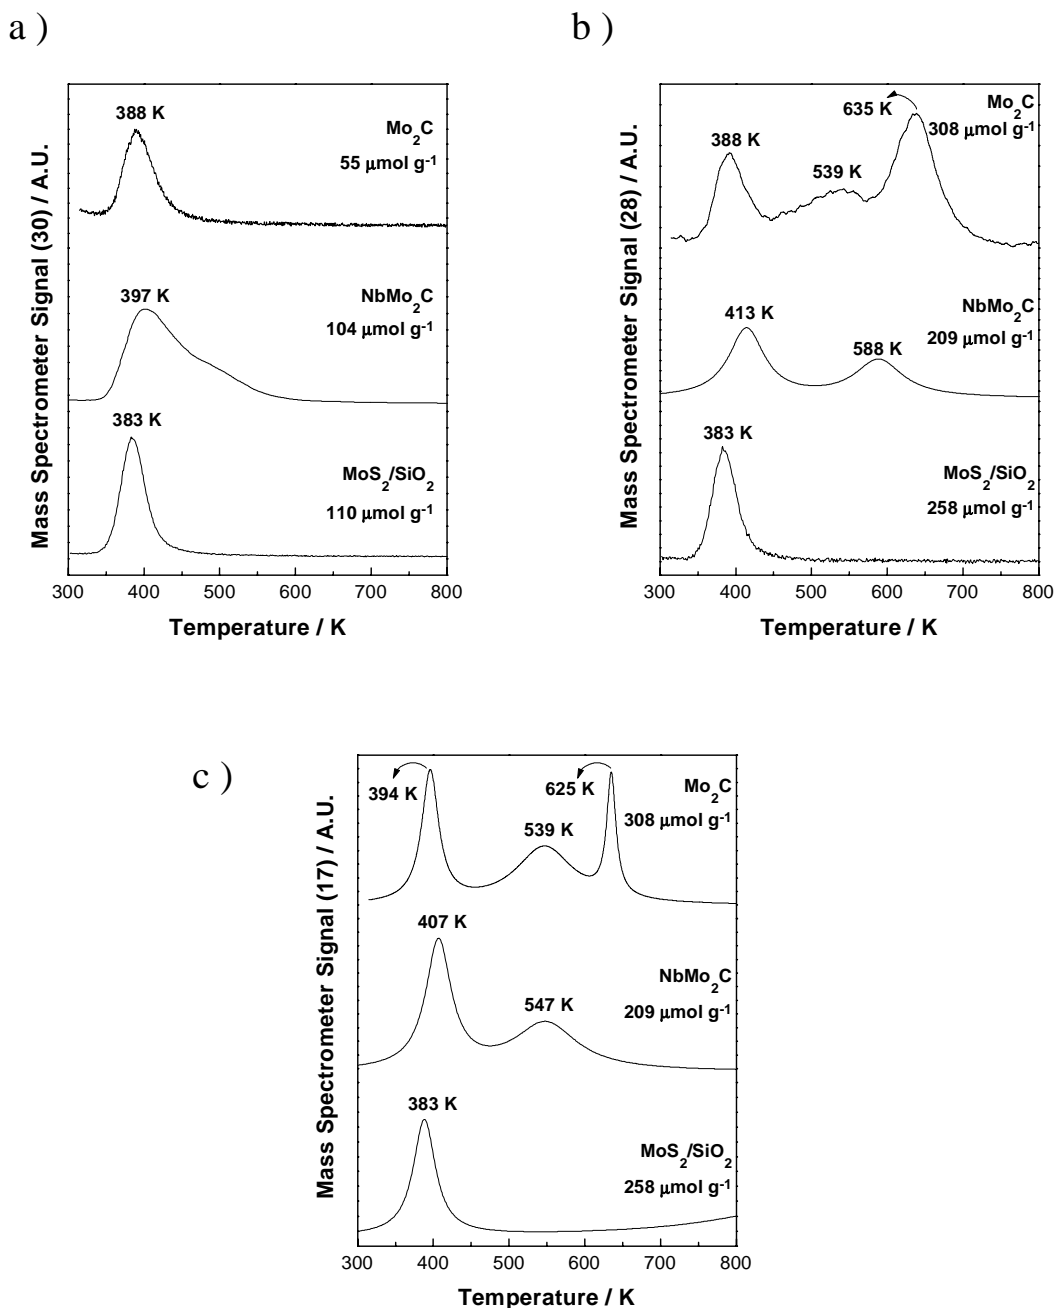 a )
Mass Spectrometer Signal (30) / A.U.
388 K
Mo2C
55 μmol g-1
397 K
NbMo2C
104 μmol g-1
383 K
MoS2/SiO2
110 μmol g-1
300 400 500 600 700 800
Temperature / K
b )
Mass Spectrometer Signal (28) / A.U.
388 K
539 K
635 K
Mo2C
308 μmol g-1
413 K
588 K
NbMo2C
209 μmol g-1
383 K
MoS2/SiO2
258 μmol g-1
300 400 500 600 700 800
Temperature / K
c )
Mass Spectrometer Signal (17) / A.U.
394 K
539 K
625 K
Mo2C
308 μmol g-1
407 K
547 K
NbMo2C
209 μmol g-1
383 K
MoS2/SiO2
258 μmol g-1
300 400 500 600 700 800
Temperature / K